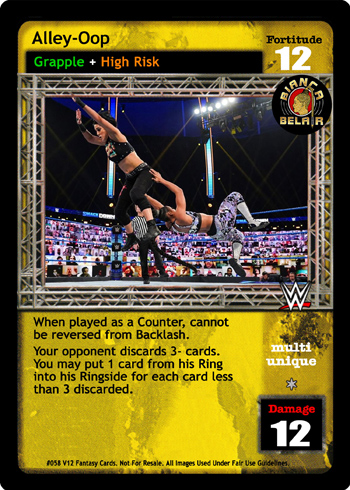 Alley-Oop
Fortitude
12
Grapple + High Risk
BIANCA
BELAIR
When played as a Counter, cannot
be reversed from Backlash.
Your opponent discards 3- cards.
You may put 1 card from his Ring
into his Ringside for each card less
than 3 discarded.
multi
unique
*
Damage
12
#058 V12 Fantasy Cards. Not For Resale. All Images Used Under Fair Use Guidelines.